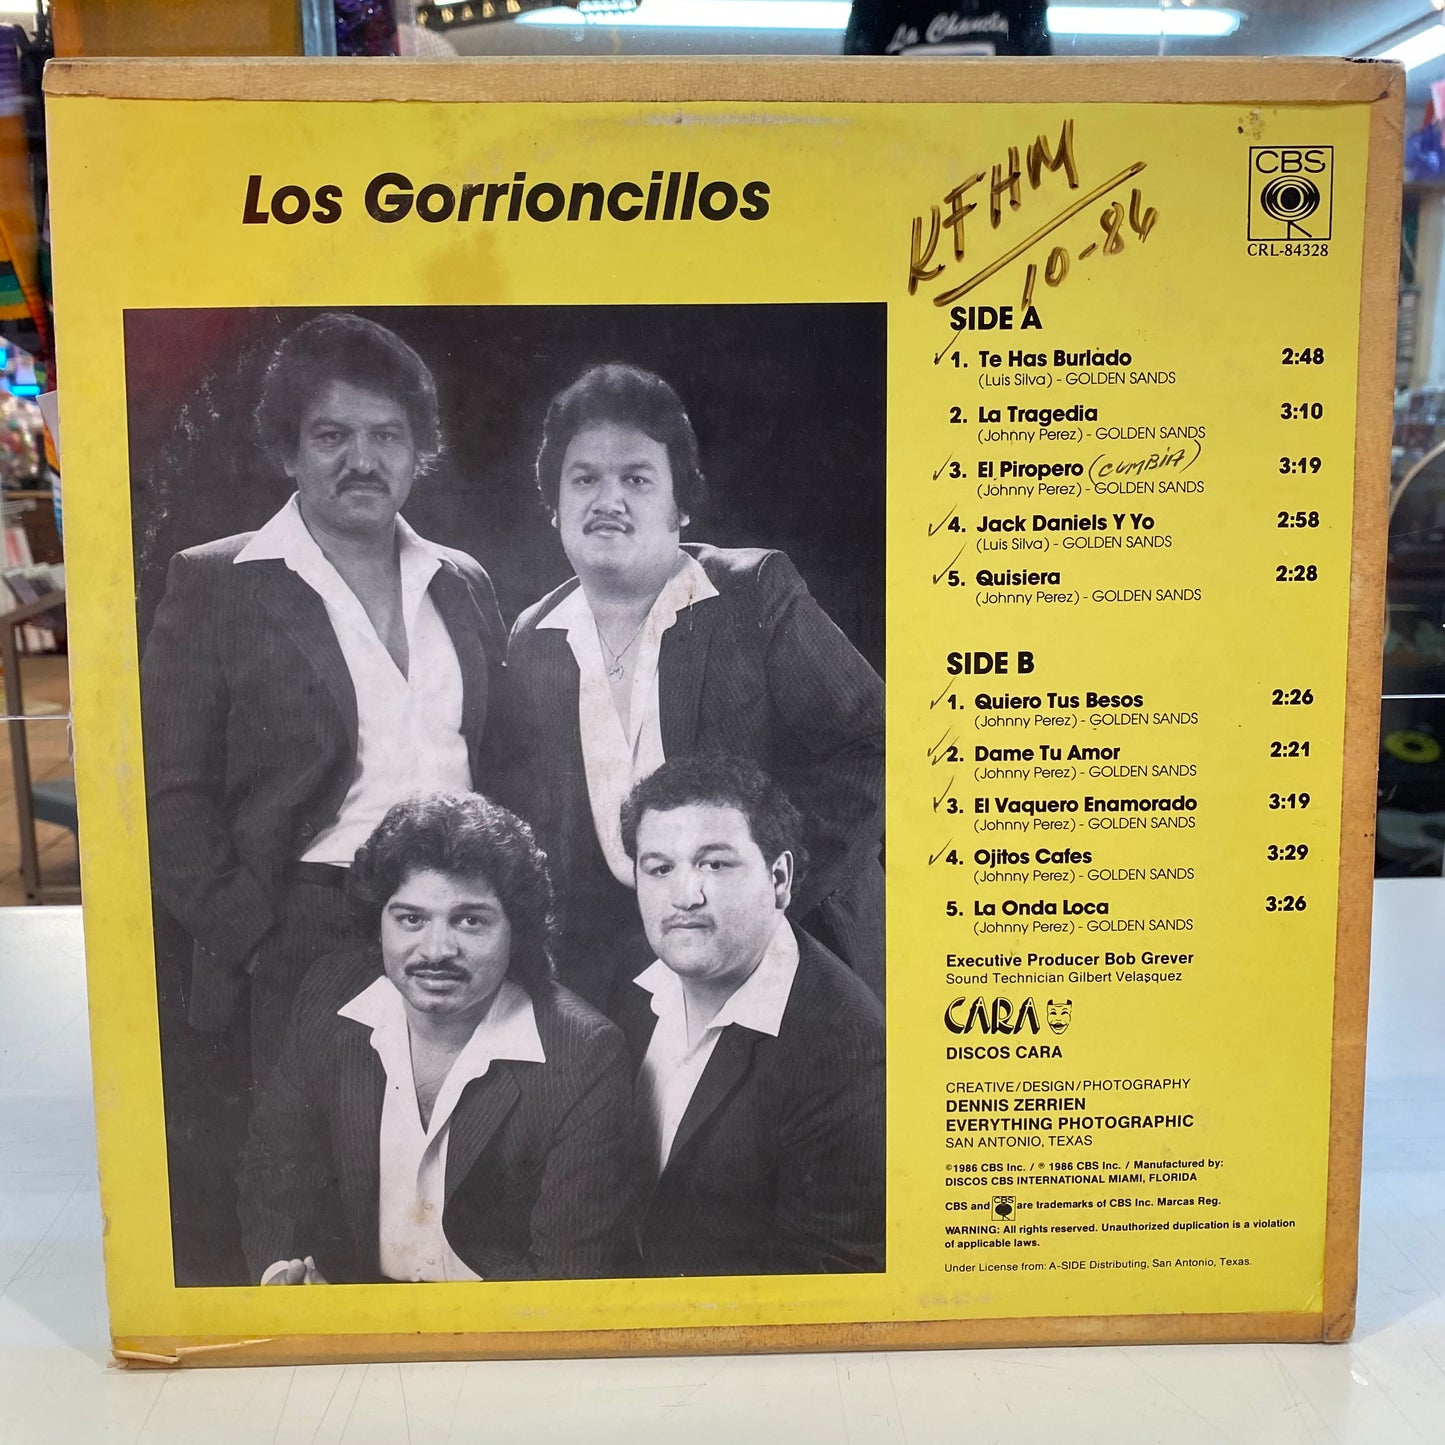 La Chancla
Los Gorrioncillos
KFHM
10-86
CBS
CRL-84328
SIDE A
1. Te Has Burlado 2:48
(Luis Silva) - GOLDEN SANDS
2. La Tragedia 3:10
(Johnny Perez) - GOLDEN SANDS
3. El Piropero (CUMBIA) 3:19
(Johnny Perez) - GOLDEN SANDS
4. Jack Daniels Y Yo 2:58
(Luis Silva) - GOLDEN SANDS
5. Quisiera 2:28
(Johnny Perez) - GOLDEN SANDS
SIDE B
1. Quiero Tus Besos 2:26
(Johnny Perez) - GOLDEN SANDS
2. Dame Tu Amor 2:21
(Johnny Perez) - GOLDEN SANDS
3. El Vaquero Enamorado 3:19
(Johnny Perez) - GOLDEN SANDS
4. Ojitos Cafes 3:29
(Johnny Perez) - GOLDEN SANDS
5. La Onda Loca 3:26
(Johnny Perez) - GOLDEN SANDS
Executive Producer Bob Grever
Sound Technician Gilbert Velasquez
CARA
DISCOS CARA
CREATIVE/DESIGN/PHOTOGRAPHY
DENNIS ZERRIEN
EVERYTHING PHOTOGRAPHIC
SAN ANTONIO, TEXAS
©1986 CBS Inc. / ℗ 1986 CBS Inc. / Manufactured by:
DISCOS CBS INTERNATIONAL MIAMI, FLORIDA
CBS and CBS are trademarks of CBS Inc. Marcas Reg.
WARNING: All rights reserved. Unauthorized duplication is a violation
of applicable laws.
Under License from: A-SIDE Distributing, San Antonio, Texas.